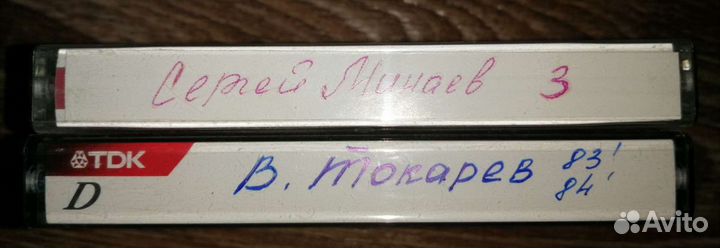 Сергей Минаев 3
TDK
D
В. Токарев 83'
84'
Avito